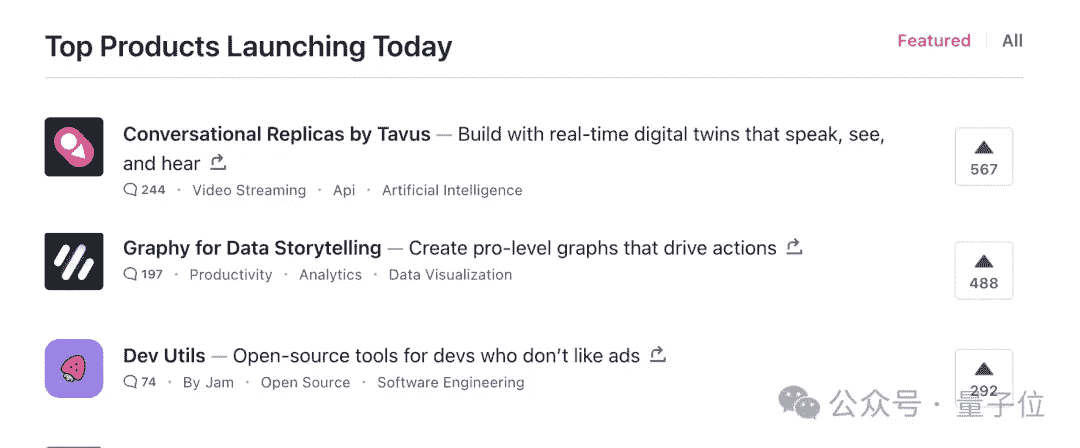 Top Products Launching Today
Featured All
Conversational Replicas by Tavus — Build with real-time digital twins that speak, see,
and hear
567
244 • Video Streaming • Api • Artificial Intelligence
Graphy for Data Storytelling — Create pro-level graphs that drive actions
197 • Productivity • Analytics • Data Visualization
488
Dev Utils — Open-source tools for devs who don’t like ads
74 • By Jam • Open Source • Software Engineering
292
公众号 · 量子位